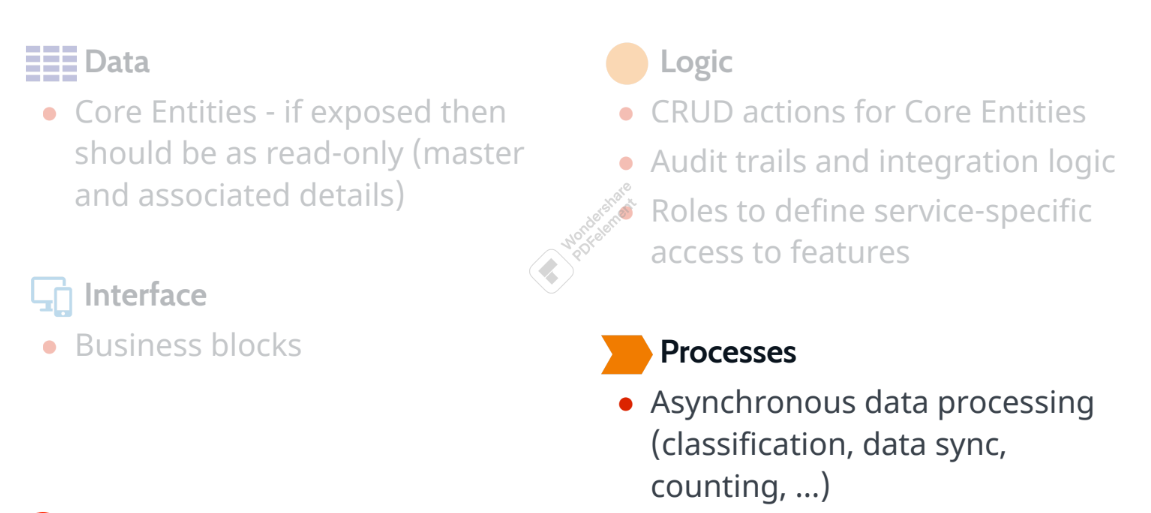 Data
• Core Entities - if exposed then
should be as read-only (master
and associated details)
Interface
• Business blocks
Logic
• CRUD actions for Core Entities
• Audit trails and integration logic
• Roles to define service-specific
access to features
Processes
• Asynchronous data processing
(classification, data sync,
counting, ...)
Wondershare
PDFelement